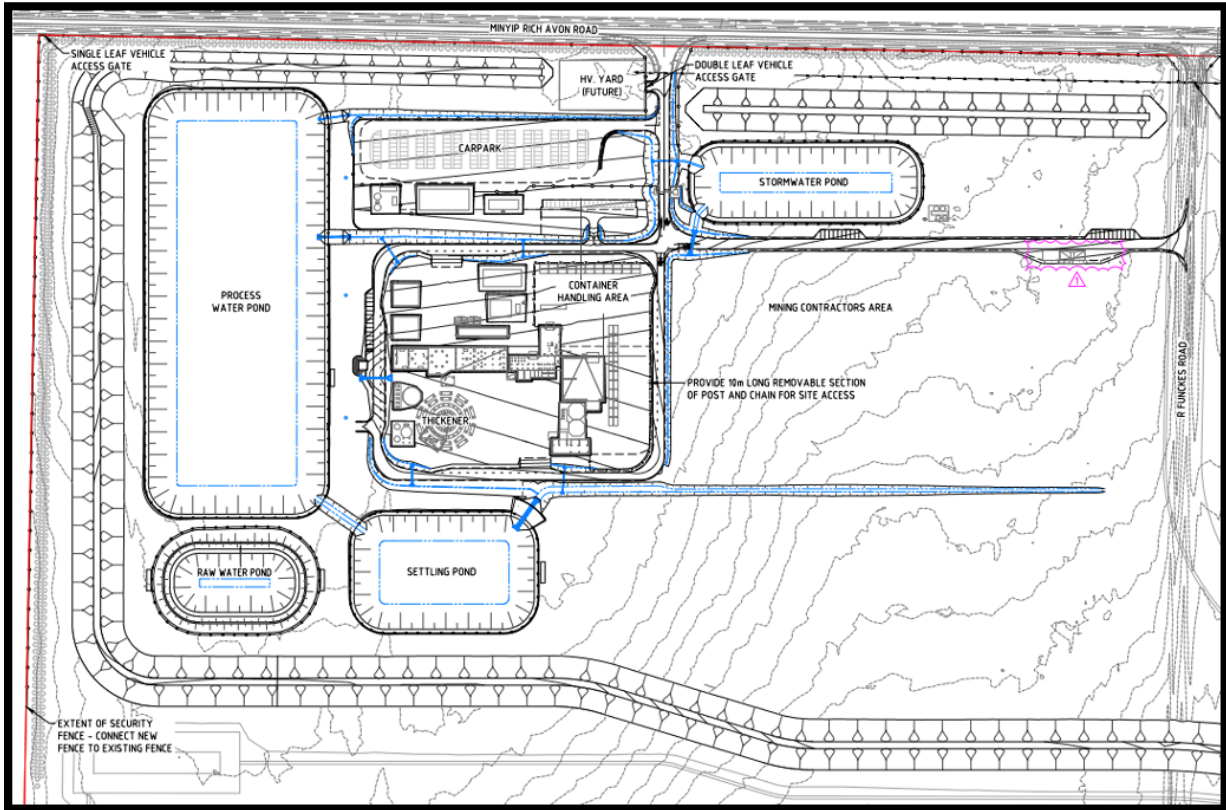 MINYIP RICH AVON ROAD
SINGLE LEAF VEHICLE
ACCESS GATE
DOUBLE LEAF VEHICLE
ACCESS GATE
HV. YARD
(FUTURE)
CARPARK
STORMWATER POND
PROCESS
WATER POND
CONTAINER
HANDLING AREA
MINING CONTRACTORS AREA
1
R FUNCKES ROAD
PROVIDE 10m LONG REMOVABLE SECTION
OF POST AND CHAIN FOR SITE ACCESS
THICKENER
RAW WATER POND
SETTLING POND
EXTENT OF SECURITY
FENCE - CONNECT NEW
FENCE TO EXISTING FENCE